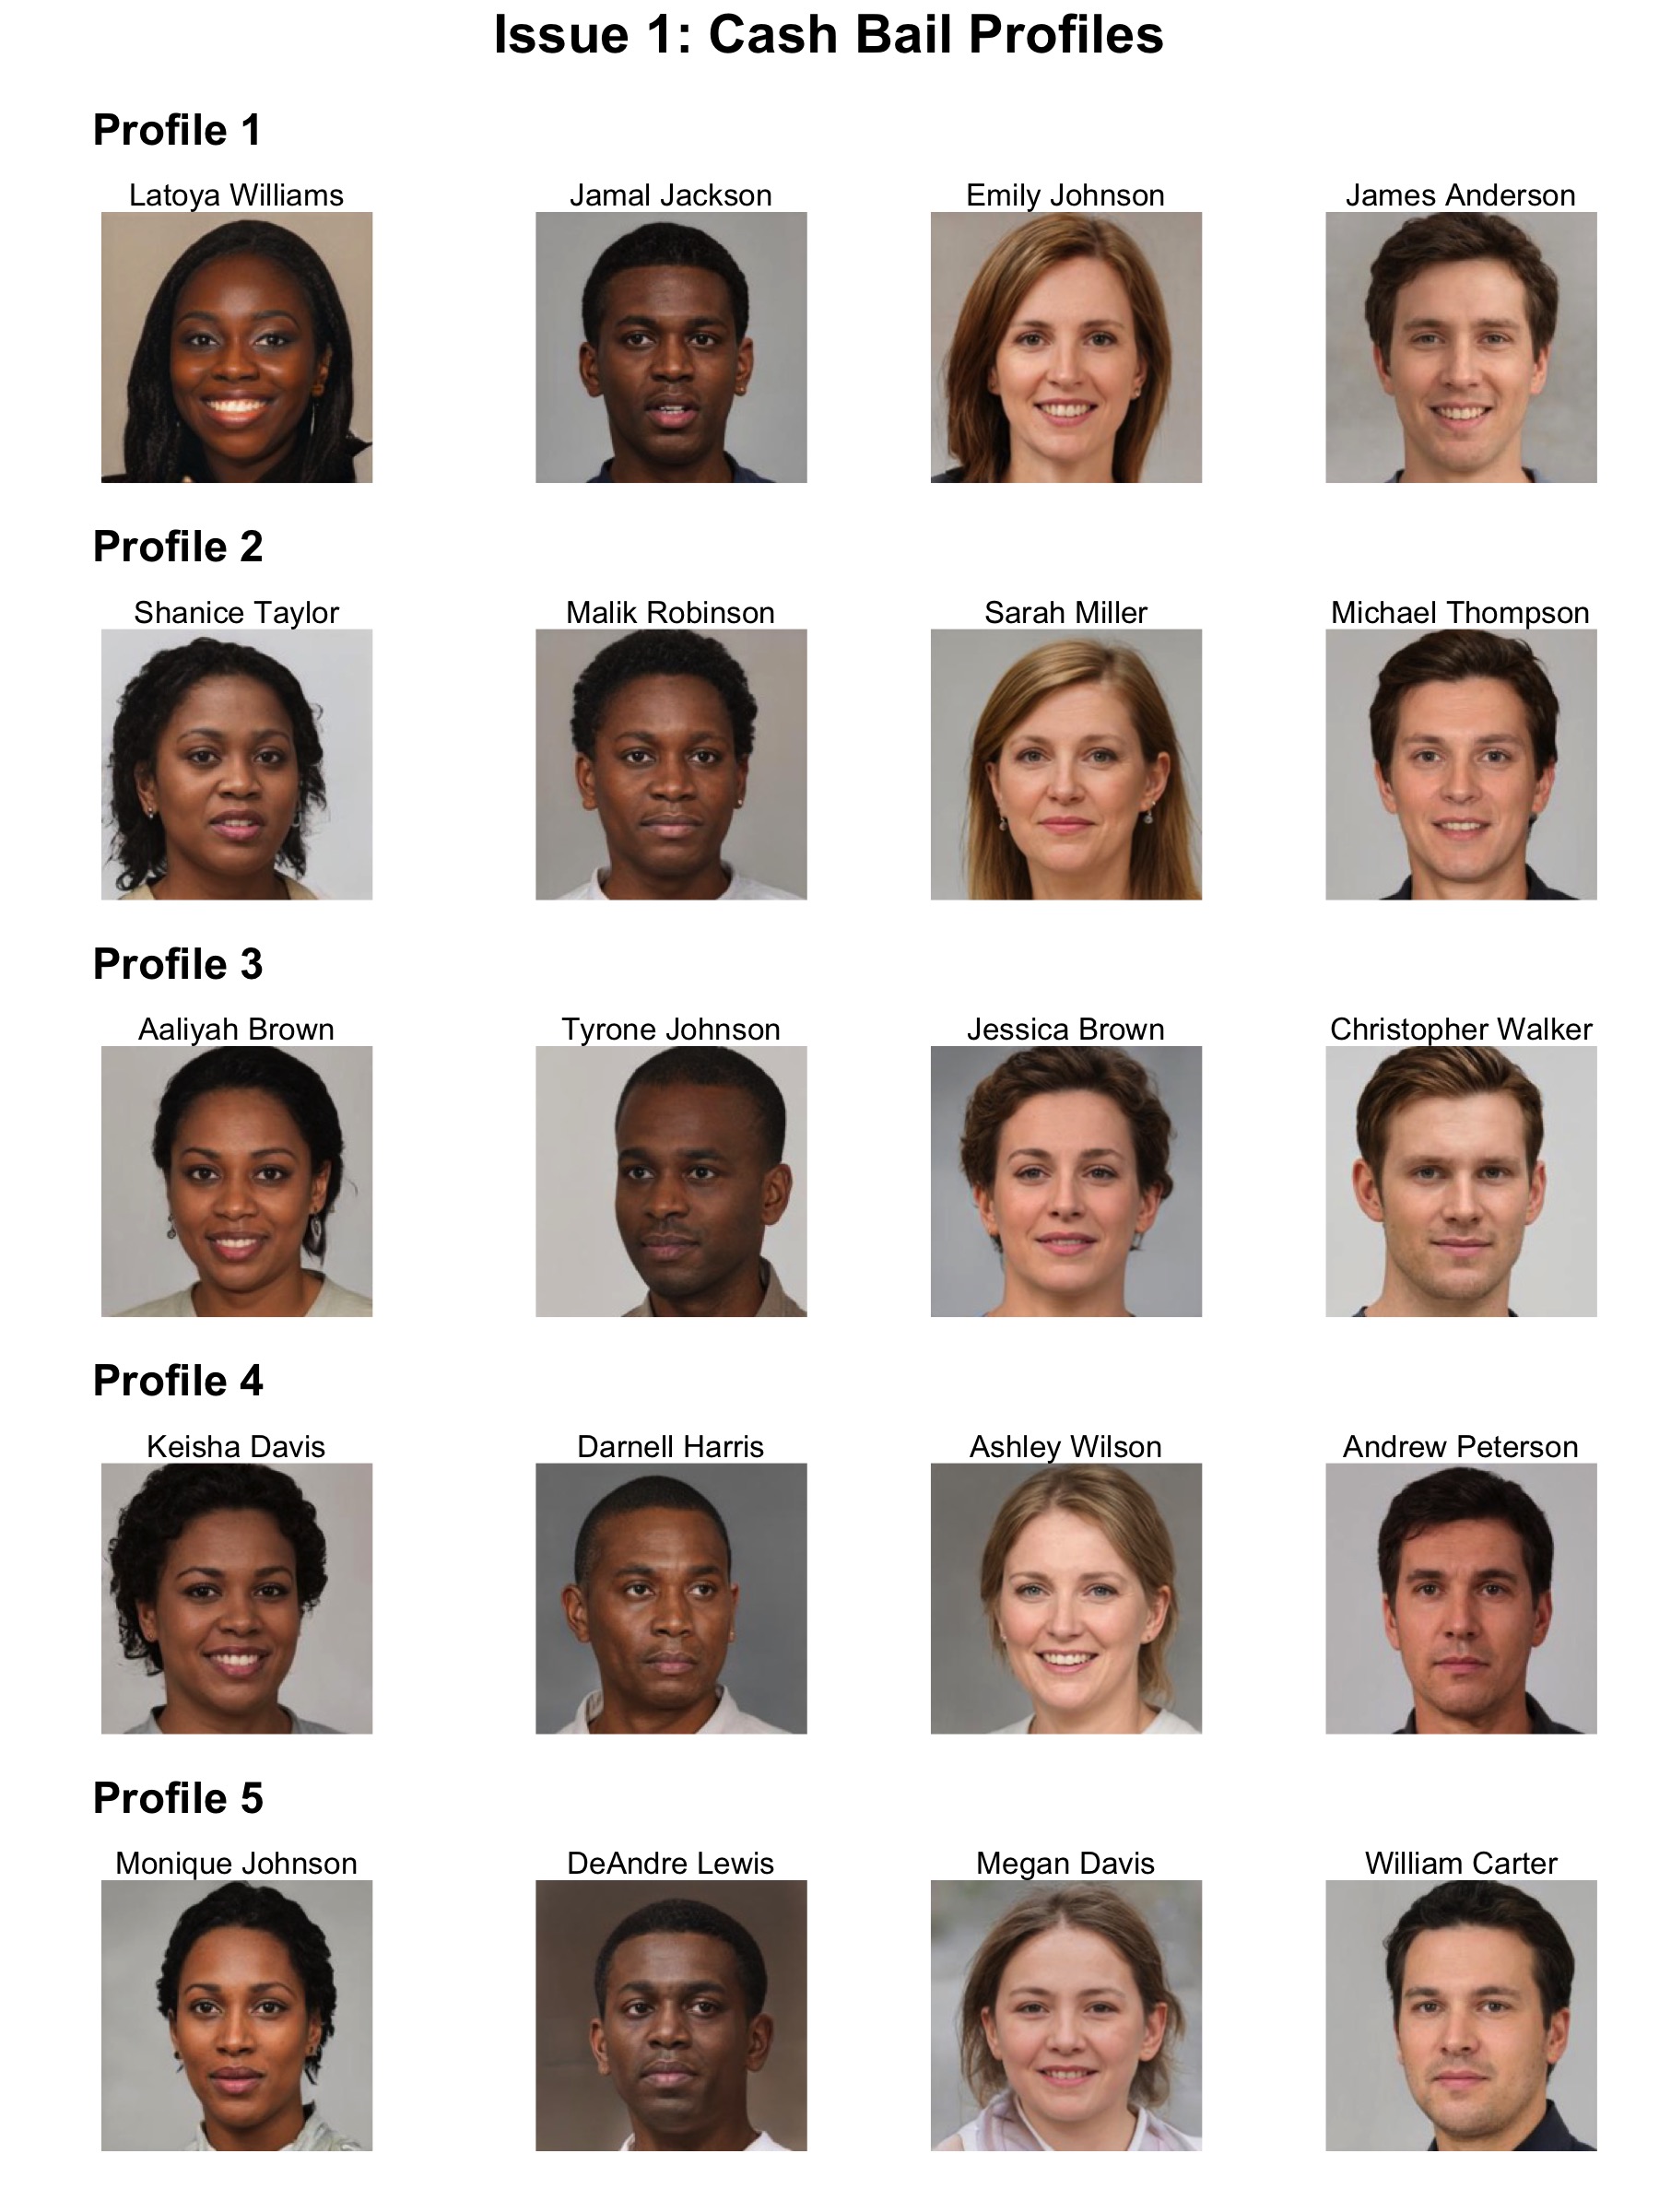 Issue 1: Cash Bail Profiles
Profile 1
Latoya Williams
Jamal Jackson
Emily Johnson
James Anderson
Profile 2
Shanice Taylor
Malik Robinson
Sarah Miller
Michael Thompson
Profile 3
Aaliyah Brown
Tyrone Johnson
Jessica Brown
Christopher Walker
Profile 4
Keisha Davis
Darnell Harris
Ashley Wilson
Andrew Peterson
Profile 5
Monique Johnson
DeAndre Lewis
Megan Davis
William Carter